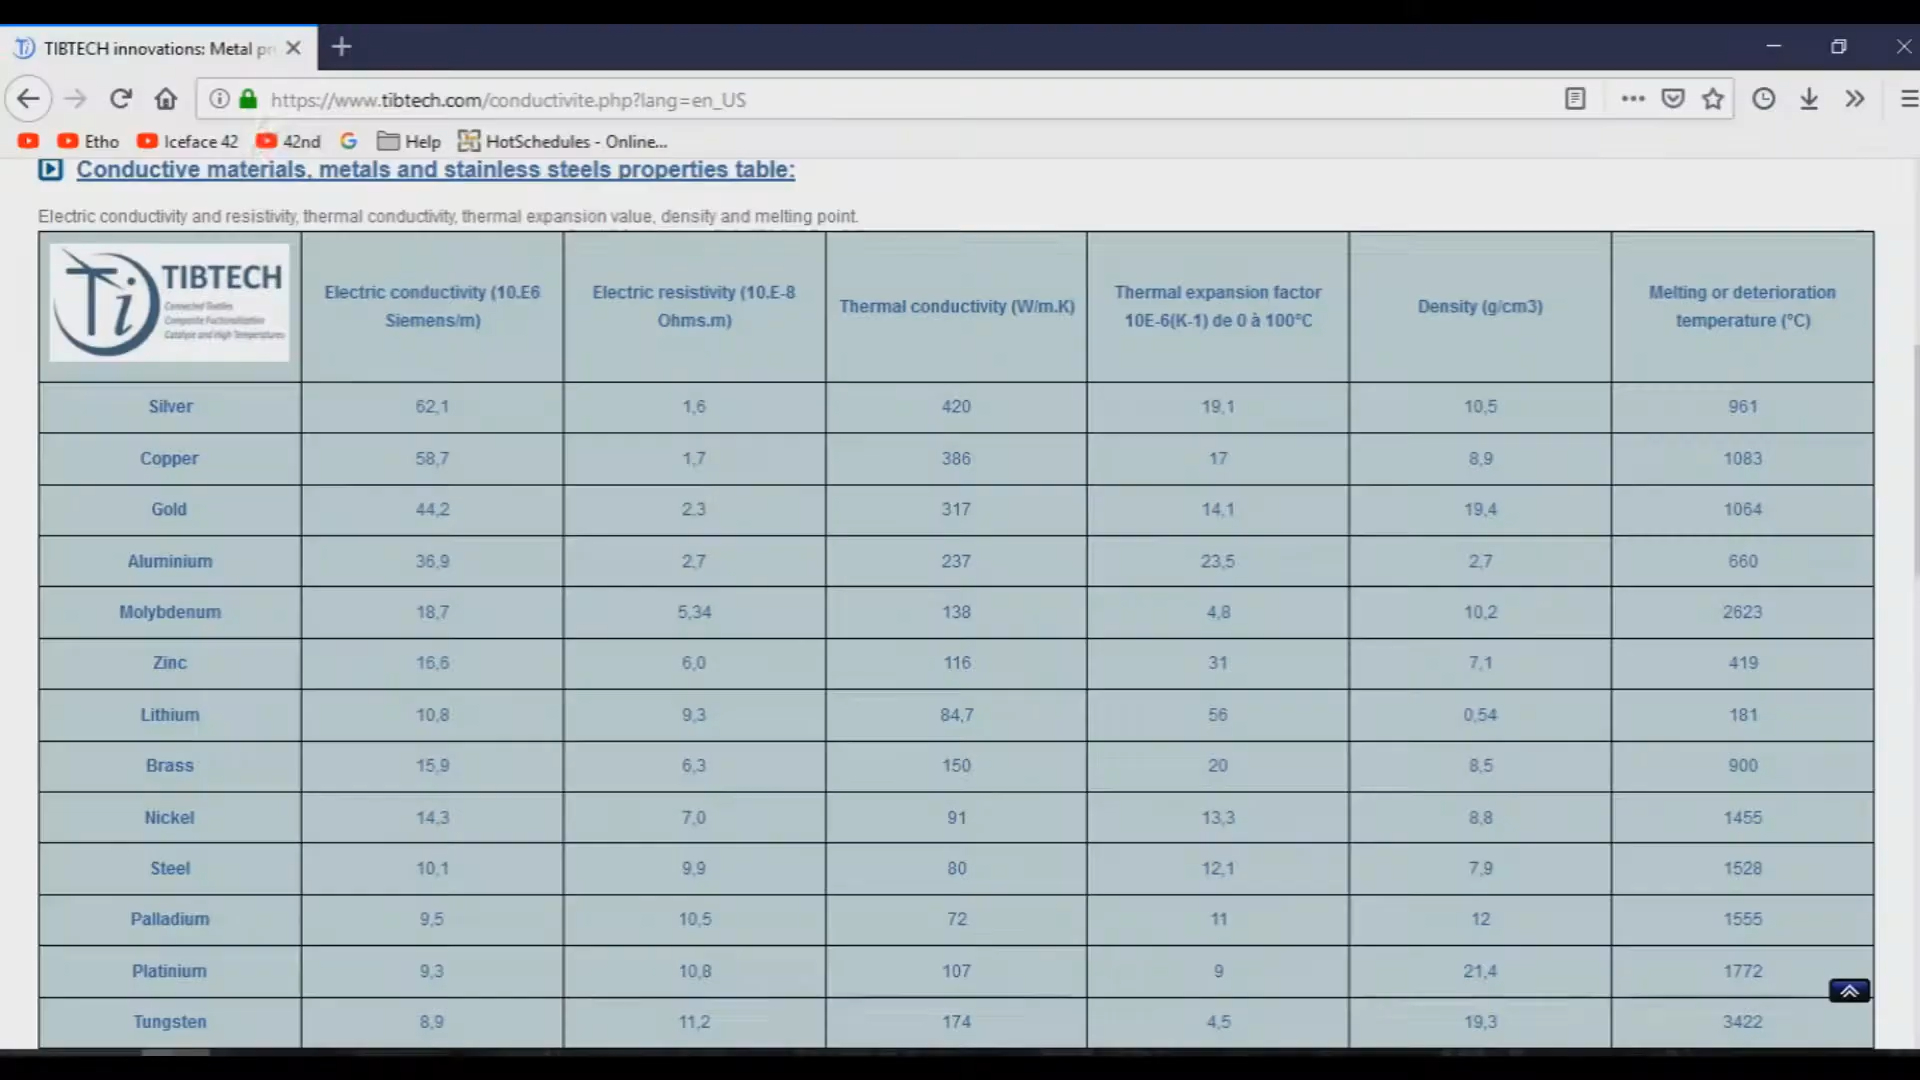 TIBTECH innovations: Metal pr
https://www.tibtech.com/conductivite.php?lang=en_US
Etho Iceface 42 42nd Help HotSchedules - Online...
Conductive materials, metals and stainless steels properties table:
Electric conductivity and resistivity, thermal conductivity, thermal expansion value, density and melting point.
Ti TIBTECH
Connected Textiles
Composite Functionalization
Catalyse and High Temperatures
Electric conductivity (10.E6 Siemens/m)
Electric resistivity (10.E-8 Ohms.m)
Thermal conductivity (W/m.K)
Thermal expansion factor 10E-6(K-1) de 0 à 100°C
Density (g/cm3)
Melting or deterioration temperature (°C)
Silver 62,1 1,6 420 19,1 10,5 961
Copper 58,7 1,7 386 17 8,9 1083
Gold 44,2 2,3 317 14,1 19,4 1064
Aluminium 36,9 2,7 237 23,5 2,7 660
Molybdenum 18,7 5,34 138 4,8 10,2 2623
Zinc 16,6 6,0 116 31 7,1 419
Lithium 10,8 9,3 84,7 56 0,54 181
Brass 15,9 6,3 150 20 8,5 900
Nickel 14,3 7,0 91 13,3 8,8 1455
Steel 10,1 9,9 80 12,1 7,9 1528
Palladium 9,5 10,5 72 11 12 1555
Platinium 9,3 10,8 107 9 21,4 1772
Tungsten 8,9 11,2 174 4,5 19,3 3422